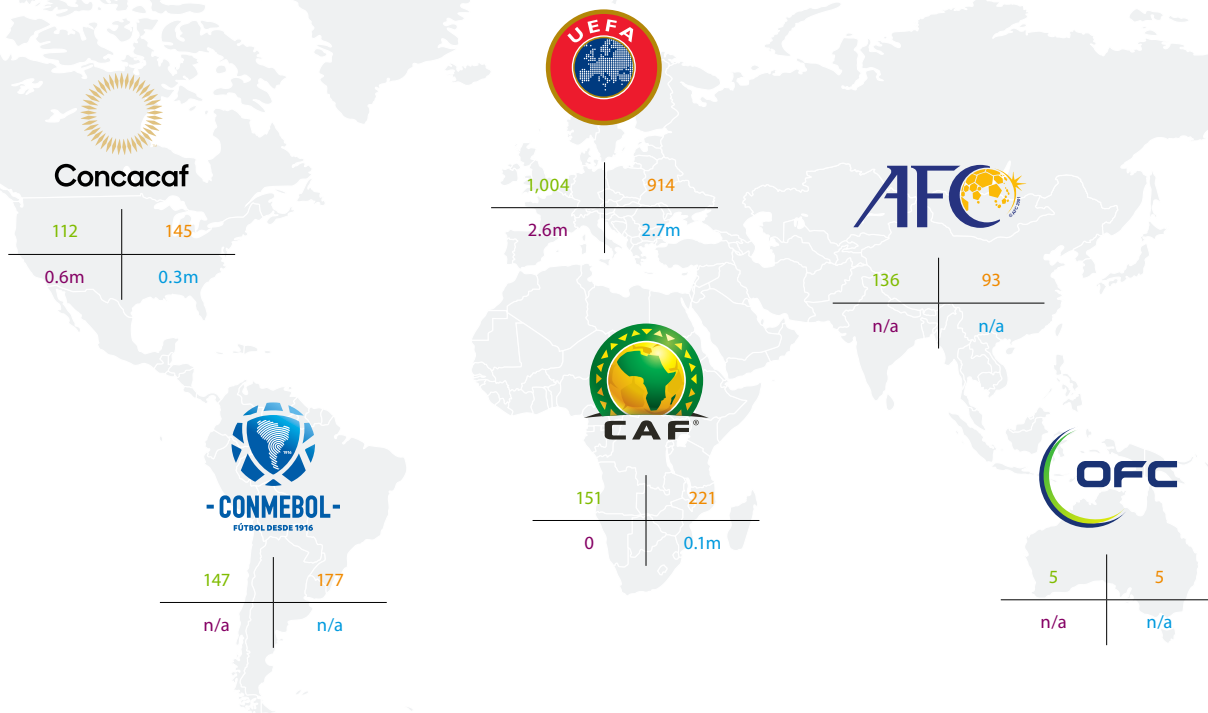 UEFA
Concacaf
1,004 914
2.6m 2.7m
AFC
112 145
0.6m 0.3m
136 93
n/a n/a
CAF®
1916
-CONMEBOL-
FÚTBOL DESDE 1916
OFC
151 221
0 0.1m
147 177
n/a n/a
5 5
n/a n/a